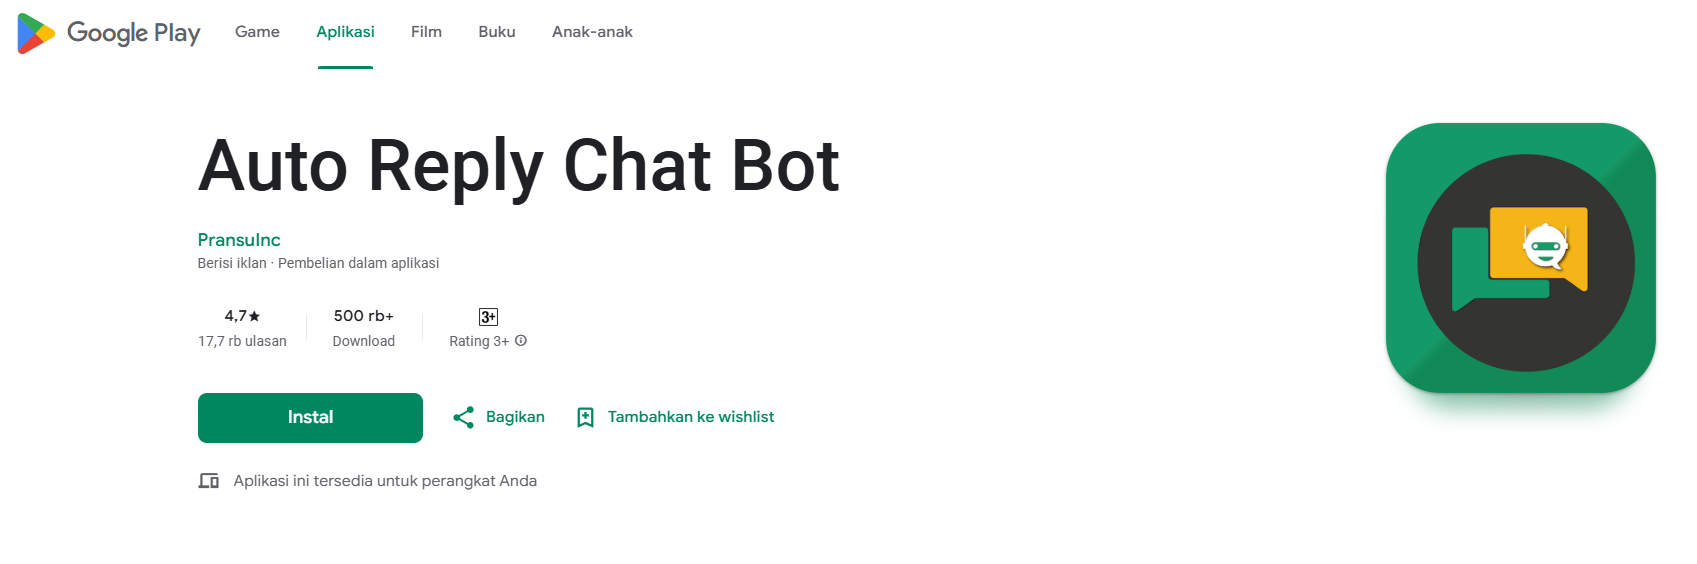 Google Play Game Aplikasi Film Buku Anak-anak
Auto Reply Chat Bot
PransuInc
Berisi iklan · Pembelian dalam aplikasi
4,7★ 500 rb+ 3+
17,7 rb ulasan Download Rating 3+
Instal Bagikan Tambahkan ke wishlist
Aplikasi ini tersedia untuk perangkat Anda